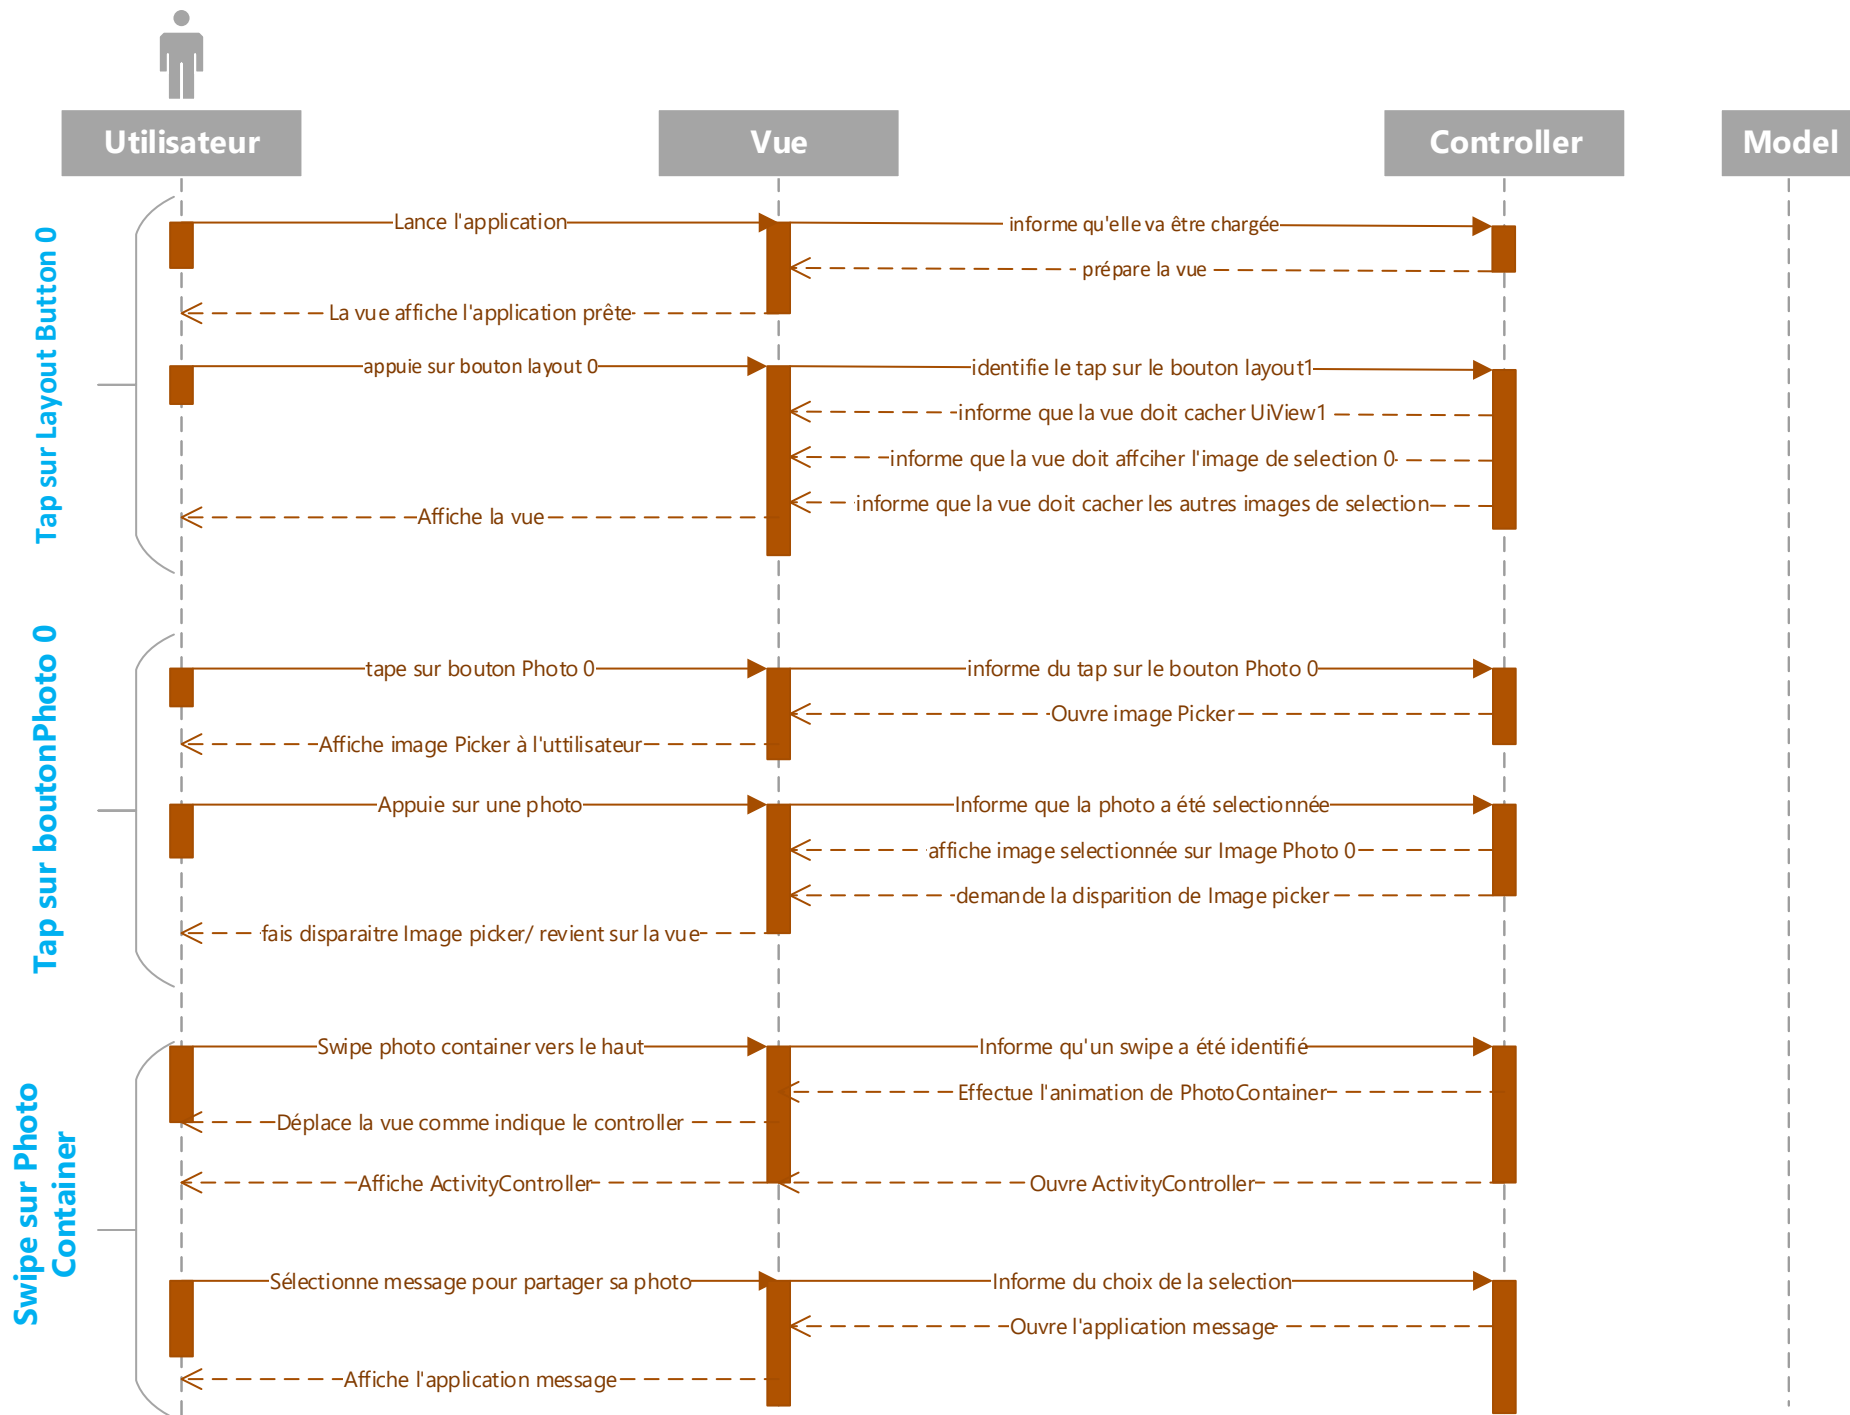 Utilisateur
Vue
Controller
Model
Tap sur Layout Button 0
Lance l'application
informe qu'elle va être chargée
prépare la vue
La vue affiche l'application prête
appuie sur bouton layout 0
identifie le tap sur le bouton layout1
informe que la vue doit cacher UiView1
informe que la vue doit affciher l'image de selection 0
informe que la vue doit cacher les autres images de selection
Affiche la vue
Tap sur boutonPhoto 0
tape sur bouton Photo 0
informe du tap sur le bouton Photo 0
Ouvre image Picker
Affiche image Picker à l'uttilisateur
Appuie sur une photo
Informe que la photo a été selectionnée
affiche image selectionnée sur Image Photo 0
demande la disparition de Image picker
fais disparaitre Image picker/ revient sur la vue
Swipe sur Photo
Container
Swipe photo container vers le haut
Informe qu'un swipe a été identifié
Effectue l'animation de PhotoContainer
Déplace la vue comme indique le controller
Affiche ActivityController
Ouvre ActivityController
Sélectionne message pour partager sa photo
Informe du choix de la selection
Ouvre l'application message
Affiche l'application message